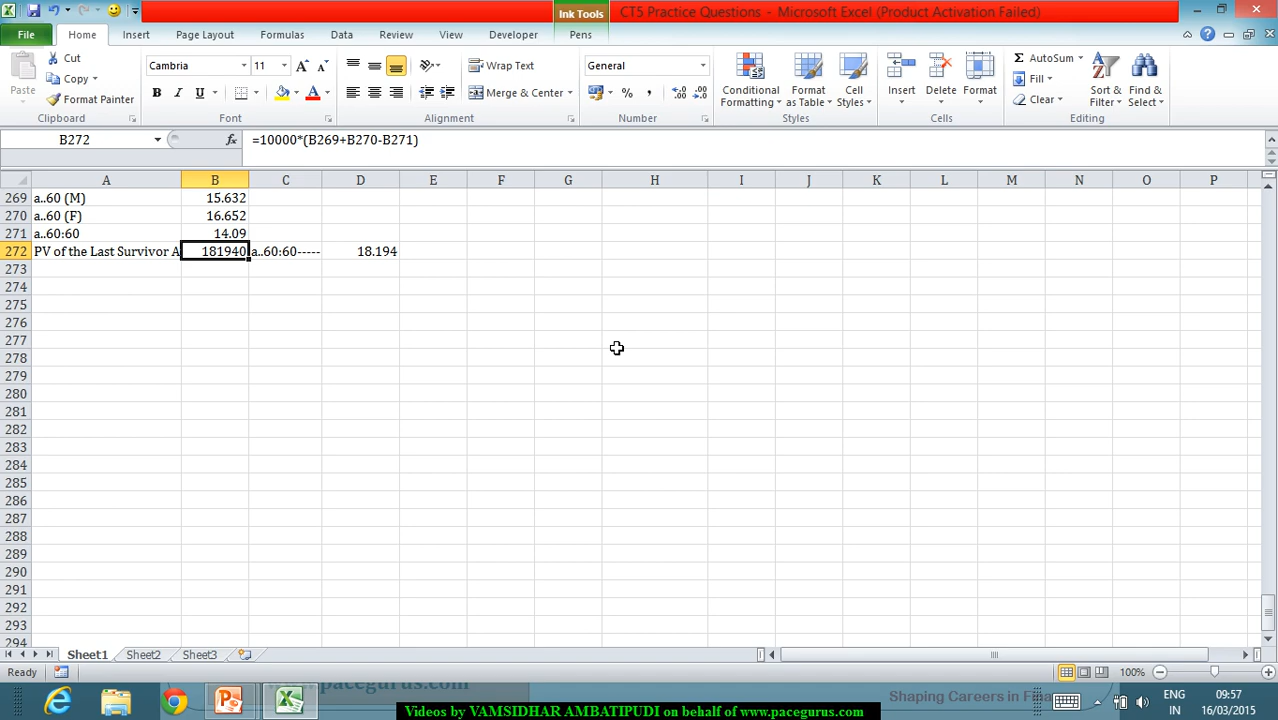 Ink Tools
CT5 Practice Questions - Microsoft Excel (Product Activation Failed)
File Home Insert Page Layout Formulas Data Review View Developer Pens
Cut
Copy
Format Painter
Paste
Clipboard
Cambria 11
B I U
Font
Wrap Text
Merge & Center
Alignment
General
%
Number
Conditional Formatting
Format as Table
Cell Styles
Styles
Insert Delete Format
Cells
AutoSum
Fill
Clear
Sort & Filter
Find & Select
Editing
B272 fx =10000*(B269+B270-B271)
A B C D E F G H I J K L M N O P
269 a..60 (M) 15.632
270 a..60 (F) 16.652
271 a..60:60 14.09
272 PV of the Last Survivor A 181940 a..60:60----- 18.194
273
274
275
276
277
278
279
280
281
282
283
284
285
286
287
288
289
290
291
292
293
294
Sheet1 Sheet2 Sheet3
Ready 100%
www.pacegurus.com
Shaping Careers in Fin
ENG
IN
09:57
16/03/2015
Videos by VAMSIDHAR AMBATIPUDI on behalf of www.pacegurus.com